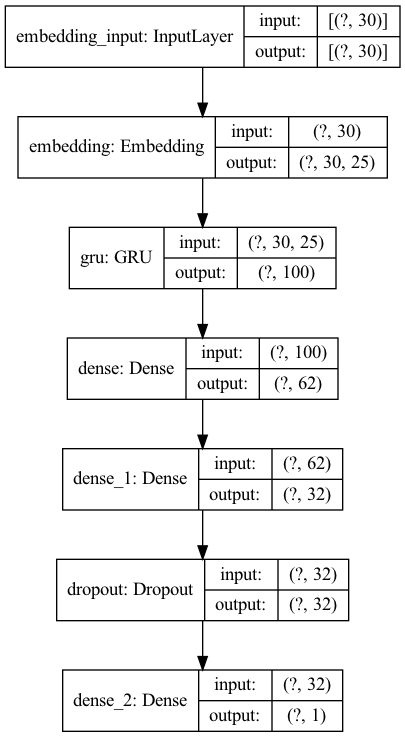 embedding_input: InputLayer
input: [(?, 30)]
output: [(?, 30)]
embedding: Embedding
input: (?, 30)
output: (?, 30, 25)
gru: GRU
input: (?, 30, 25)
output: (?, 100)
dense: Dense
input: (?, 100)
output: (?, 62)
dense_1: Dense
input: (?, 62)
output: (?, 32)
dropout: Dropout
input: (?, 32)
output: (?, 32)
dense_2: Dense
input: (?, 32)
output: (?, 1)